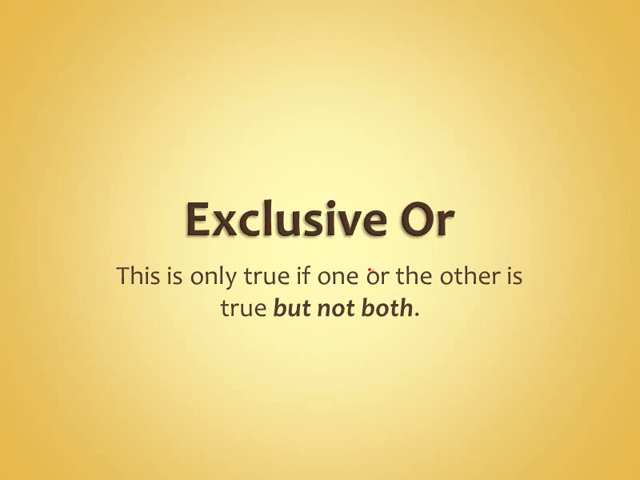 Exclusive Or
This is only true if one or the other is
true but not both.